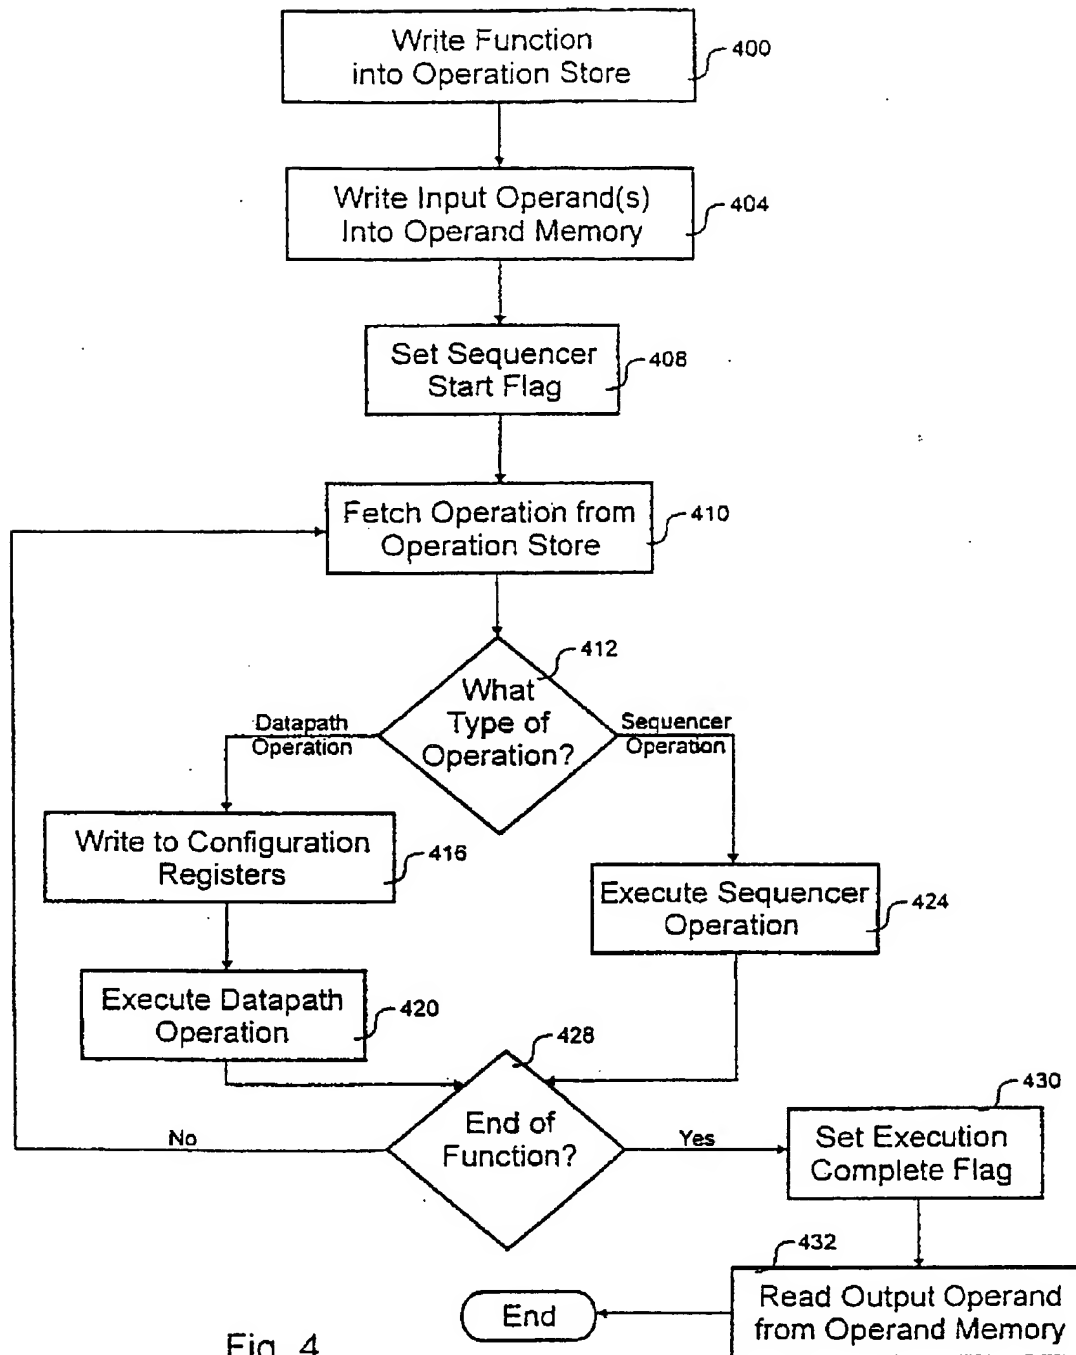 Write Function
into Operation Store
400
Write Input Operand(s)
Into Operand Memory
404
Set Sequencer
Start Flag
408
Fetch Operation from
Operation Store
410
412
What
Type of
Operation?
Datapath
Operation
Sequencer
Operation
Write to Configuration
Registers
416
Execute Sequencer
Operation
424
Execute Datapath
Operation
420
428
End of
Function?
No
Yes
430
Set Execution
Complete Flag
432
Read Output Operand
from Operand Memory
End
Fig. 4